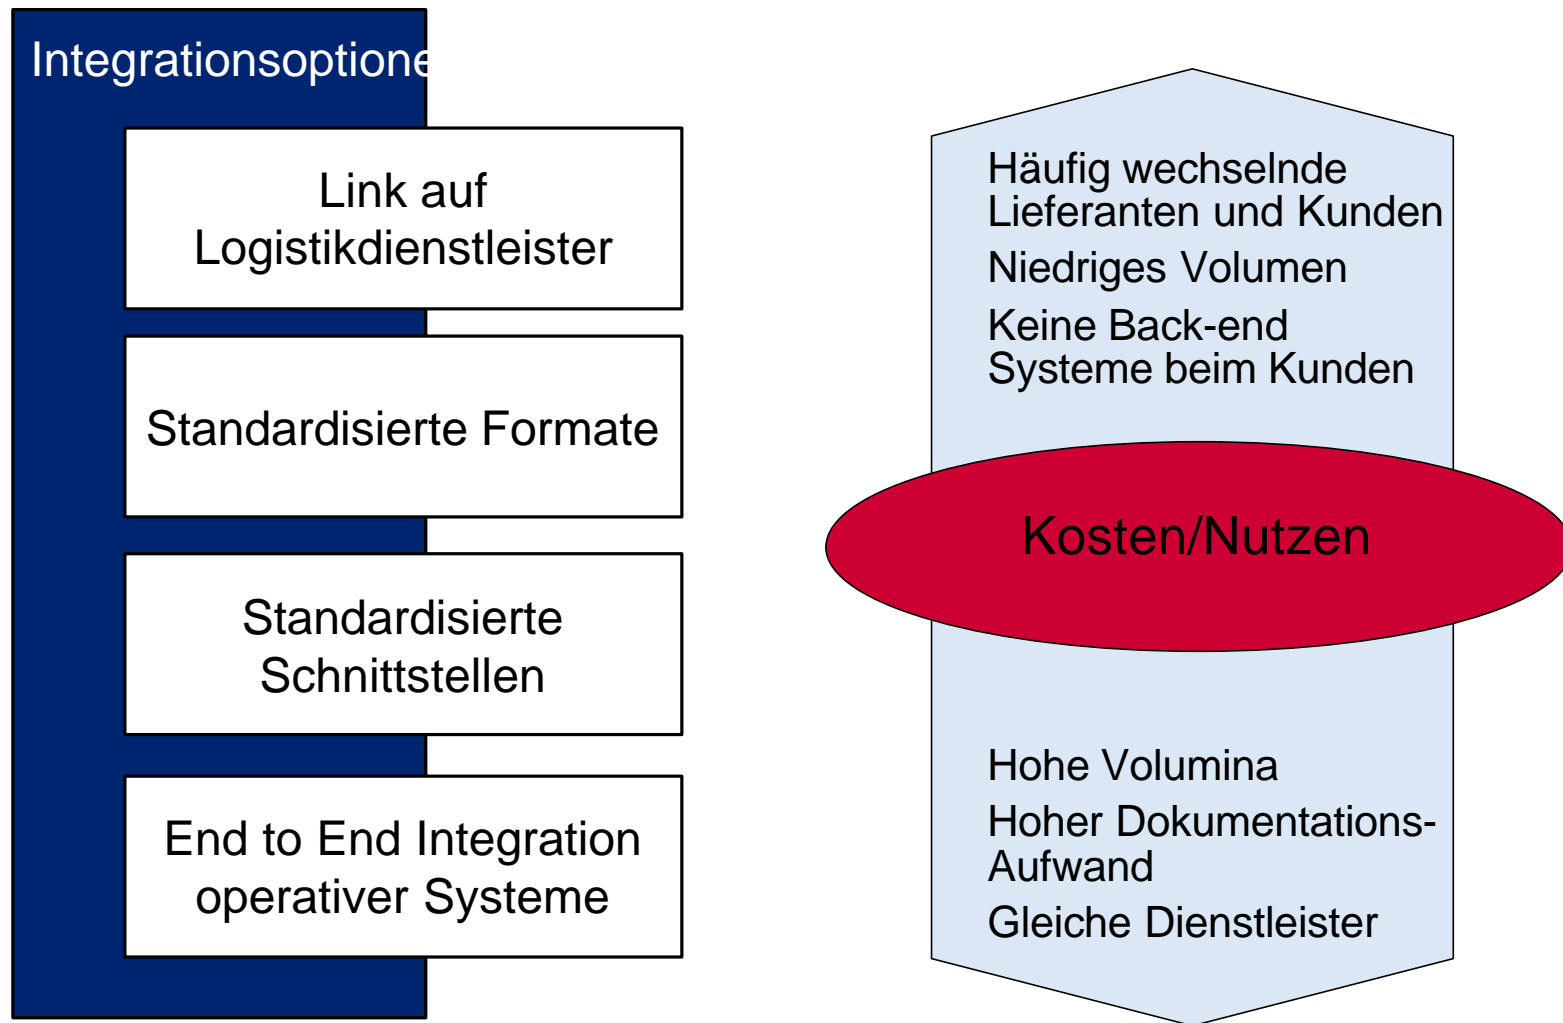 Integrationsoptione
Link auf
Logistikdienstleister
Standardisierte Formate
Standardisierte
Schnittstellen
End to End Integration
operativer Systeme
Häufig wechselnde
Lieferanten und Kunden
Niedriges Volumen
Keine Back-end
Systeme beim Kunden
Kosten/Nutzen
Hohe Volumina
Hoher Dokumentations-
Aufwand
Gleiche Dienstleister